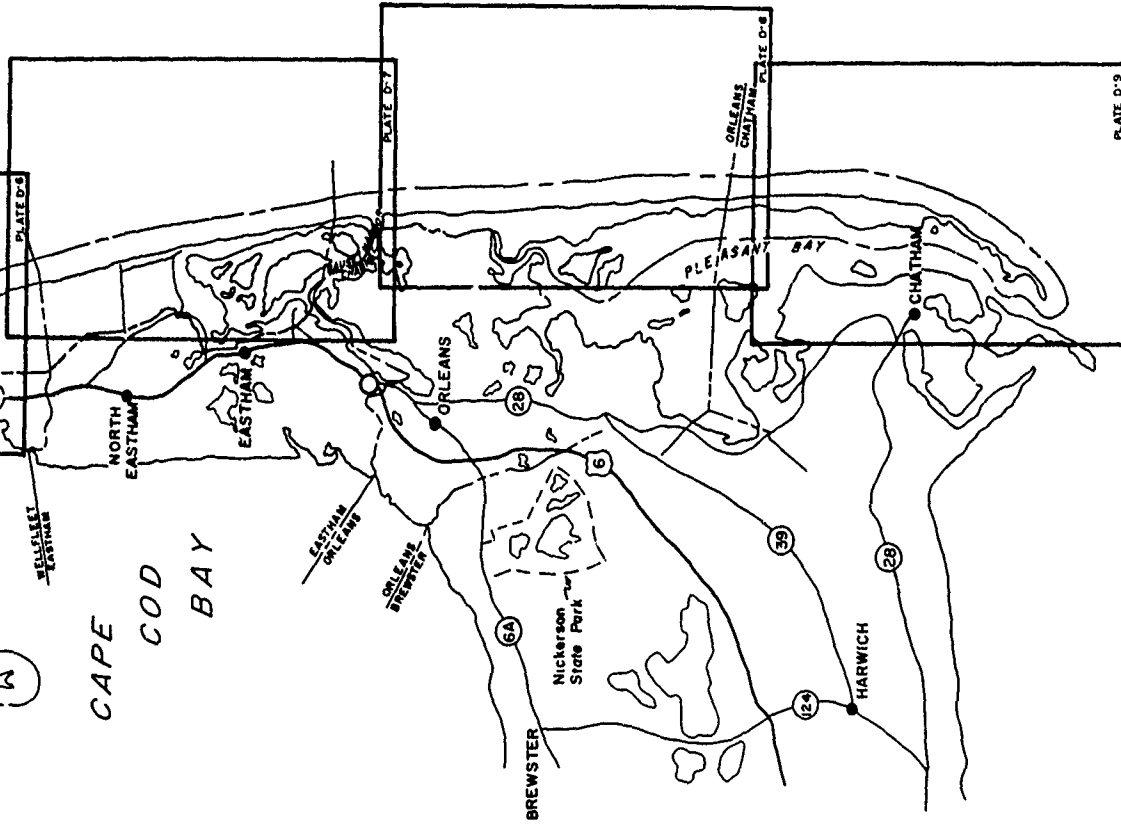 PLATE D-6
PLATE D-7
PLATE D-8
PLATE D-9
WELLFLEET
EASTHAM
NORTH
EASTHAM
EASTHAM
EASTHAM
ORLEANS
ORLEANS
BREWSTER
ORLEANS
CHATHAM
ORLEANS
PLEASANT BAY
CHATHAM
CAPE
COD
BAY
Nickerson
State Park
BREWSTER
HARWICH
28
6
6A
39
28
124